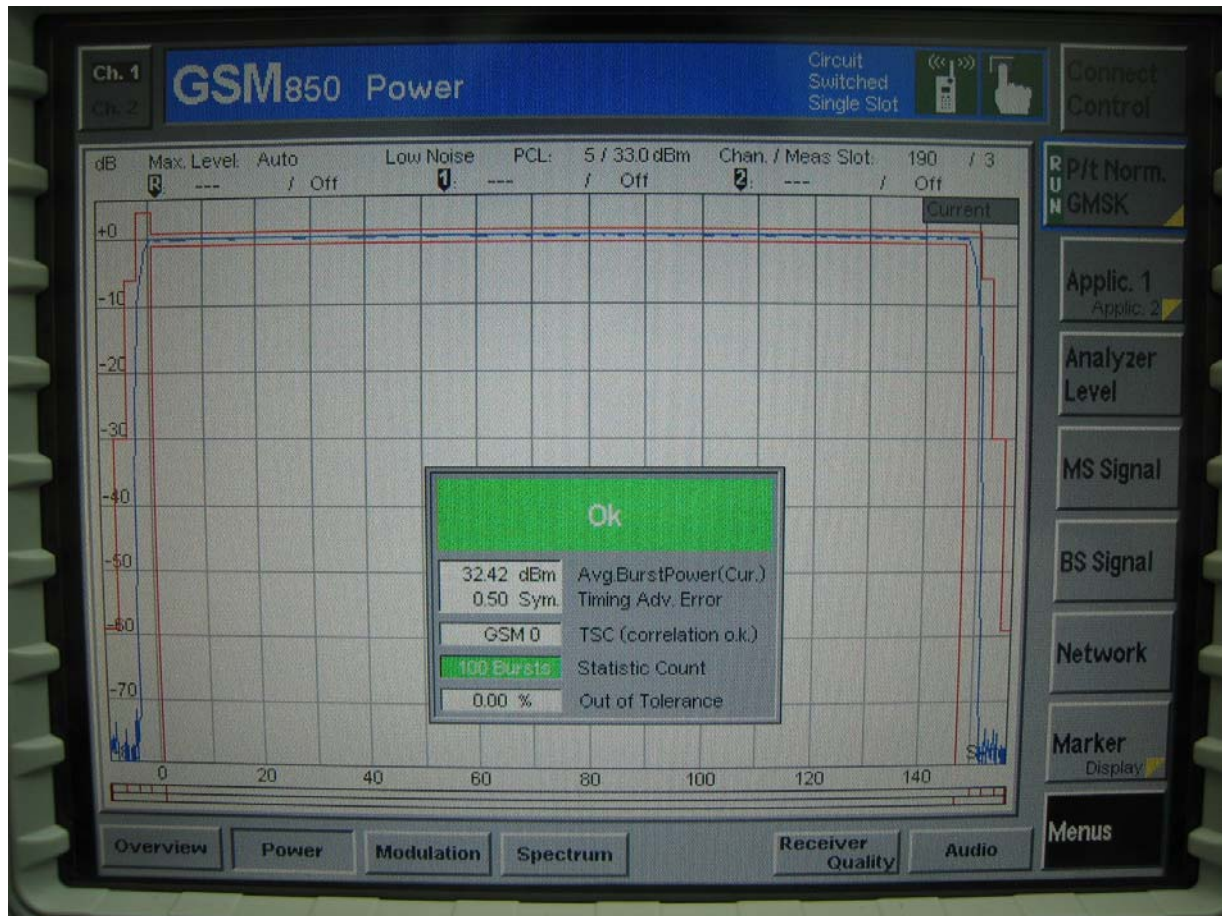 Ch. 1
Ch. 2
GSM850 Power
Circuit
Switched
Single Slot
Connect
Control
dB Max. Level: Auto Low Noise PCL: 5 / 33.0 dBm Chan. / Meas Slot: 190 / 3
R: --- / Off 1: --- / Off 2: --- / Off
Current
RUN
P/t Norm.
GMSK
+0
-10
-20
-30
-40
-50
-60
-70
Ok
32.42 dBm Avg.BurstPower(Cur.)
0.50 Sym. Timing Adv. Error
GSM 0 TSC (correlation o.k.)
100 Bursts Statistic Count
0.00 % Out of Tolerance
0 20 40 60 80 100 120 140
Applic. 1
Applic. 2
Analyzer
Level
MS Signal
BS Signal
Network
Marker
Display
Menus
Overview Power Modulation Spectrum Receiver Quality Audio